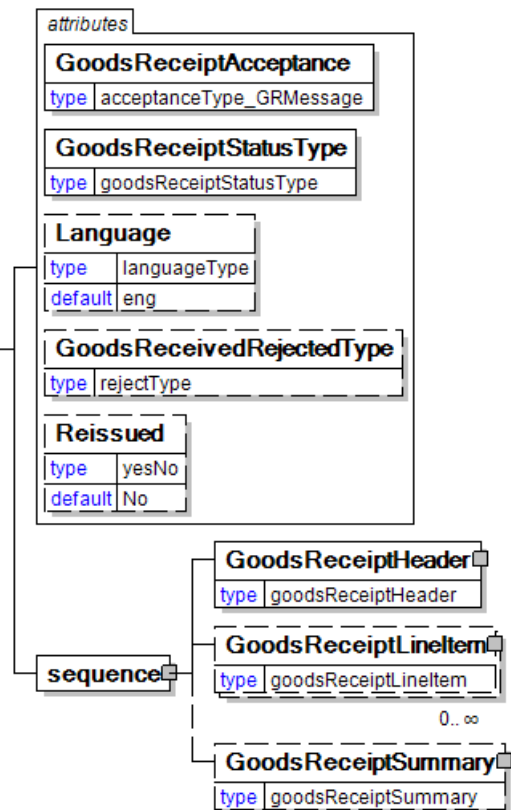 attributes
GoodsReceiptAcceptance
type acceptanceType_GRMessage
GoodsReceiptStatusType
type goodsReceiptStatusType
Language
type languageType
default eng
GoodsReceivedRejectedType
type rejectType
Reissued
type yesNo
default No
GoodsReceiptHeader
type goodsReceiptHeader
sequence
GoodsReceiptLineItem
type goodsReceiptLineItem
0.. ∞
GoodsReceiptSummary
type goodsReceiptSummary